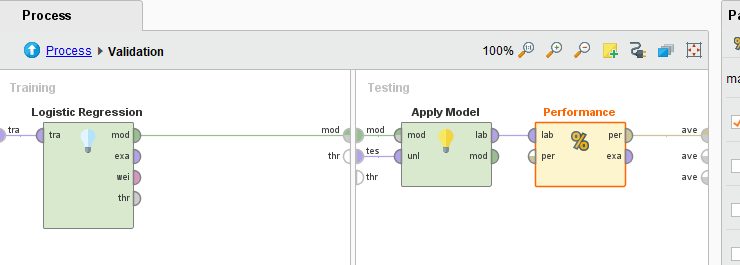 Process
Pa
Process Validation
100%
ma
Training
Testing
Logistic Regression
Apply Model
Performance
tra
tra
mod
mod
mod
mod
lab
lab
per
ave
exa
thr
tes
unl
mod
per
exa
ave
wei
thr
ave
thr
%